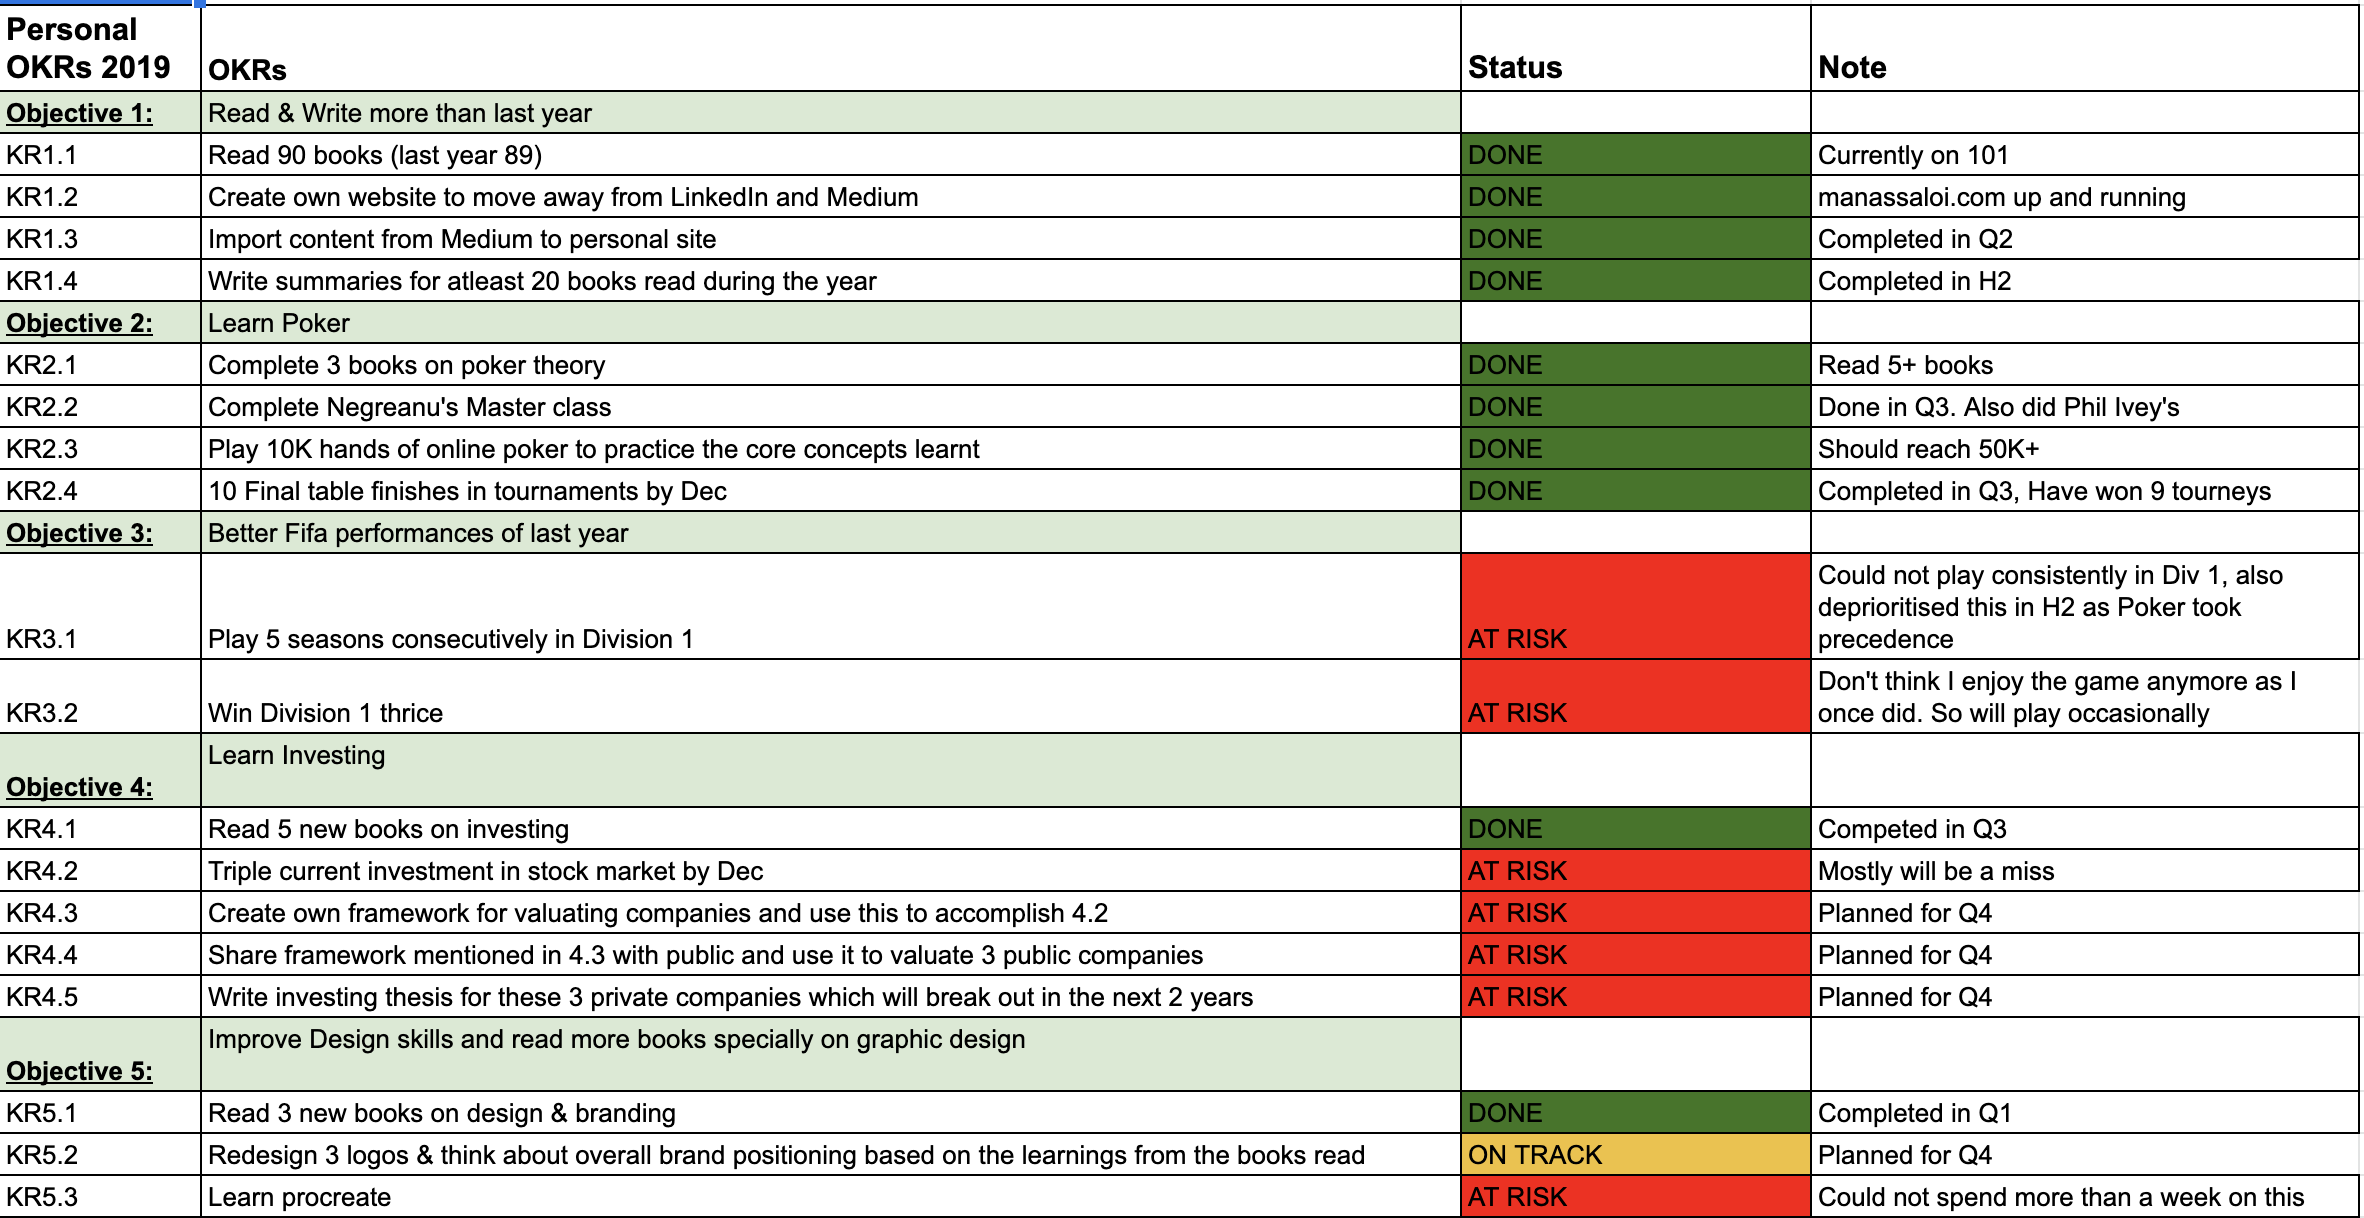 Personal
OKRs 2019 OKRs Status Note
Objective 1: Read & Write more than last year
KR1.1 Read 90 books (last year 89) DONE Currently on 101
KR1.2 Create own website to move away from LinkedIn and Medium DONE manassaloi.com up and running
KR1.3 Import content from Medium to personal site DONE Completed in Q2
KR1.4 Write summaries for atleast 20 books read during the year DONE Completed in H2
Objective 2: Learn Poker
KR2.1 Complete 3 books on poker theory DONE Read 5+ books
KR2.2 Complete Negreanu's Master class DONE Done in Q3. Also did Phil Ivey's
KR2.3 Play 10K hands of online poker to practice the core concepts learnt DONE Should reach 50K+
KR2.4 10 Final table finishes in tournaments by Dec DONE Completed in Q3, Have won 9 tourneys
Objective 3: Better Fifa performances of last year
Could not play consistently in Div 1, also
deprioritised this in H2 as Poker took
KR3.1 Play 5 seasons consecutively in Division 1 AT RISK precedence
Don't think I enjoy the game anymore as I
KR3.2 Win Division 1 thrice AT RISK once did. So will play occasionally
Learn Investing
Objective 4:
KR4.1 Read 5 new books on investing DONE Competed in Q3
KR4.2 Triple current investment in stock market by Dec AT RISK Mostly will be a miss
KR4.3 Create own framework for valuating companies and use this to accomplish 4.2 AT RISK Planned for Q4
KR4.4 Share framework mentioned in 4.3 with public and use it to valuate 3 public companies AT RISK Planned for Q4
KR4.5 Write investing thesis for these 3 private companies which will break out in the next 2 years AT RISK Planned for Q4
Improve Design skills and read more books specially on graphic design
Objective 5:
KR5.1 Read 3 new books on design & branding DONE Completed in Q1
KR5.2 Redesign 3 logos & think about overall brand positioning based on the learnings from the books read ON TRACK Planned for Q4
KR5.3 Learn procreate AT RISK Could not spend more than a week on this